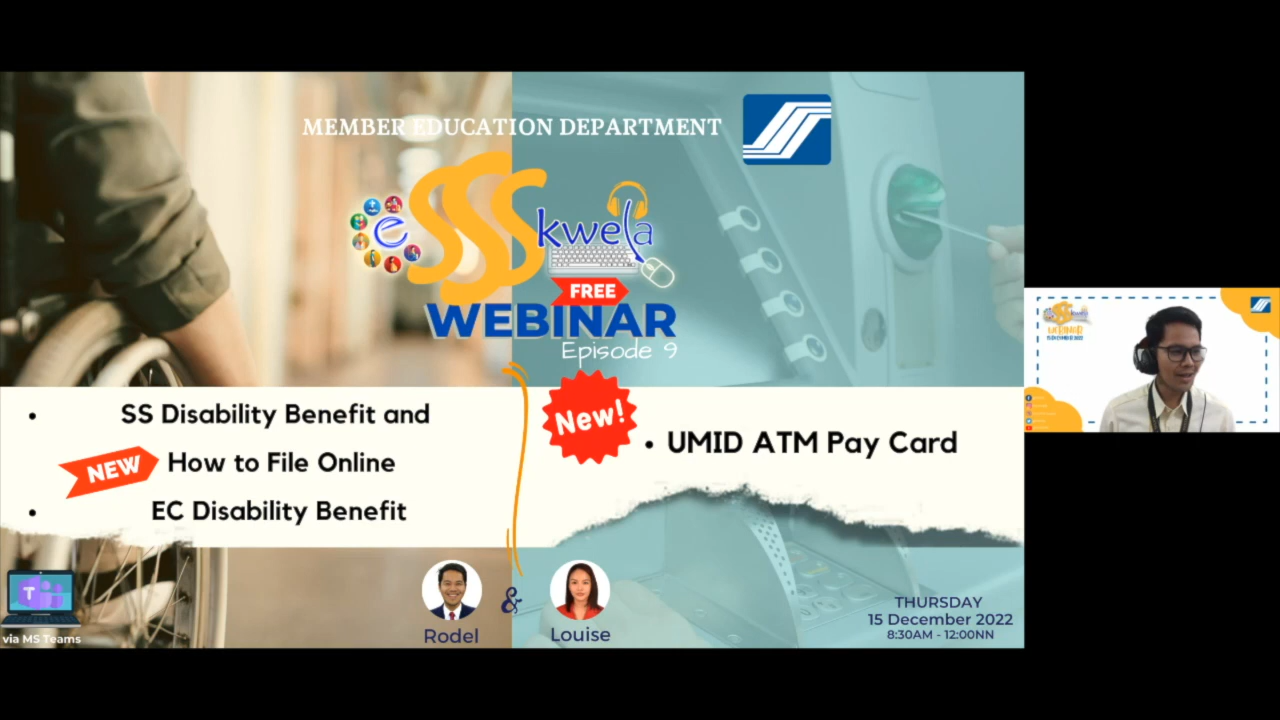 MEMBER EDUCATION DEPARTMENT
eSSSkwela
FREE
WEBINAR
Episode 9
• SS Disability Benefit and
NEW How to File Online
• EC Disability Benefit
New!
• UMID ATM Pay Card
T
via MS Teams
Rodel
&
Louise
THURSDAY
15 December 2022
8:30AM - 12:00NN
WEBINAR